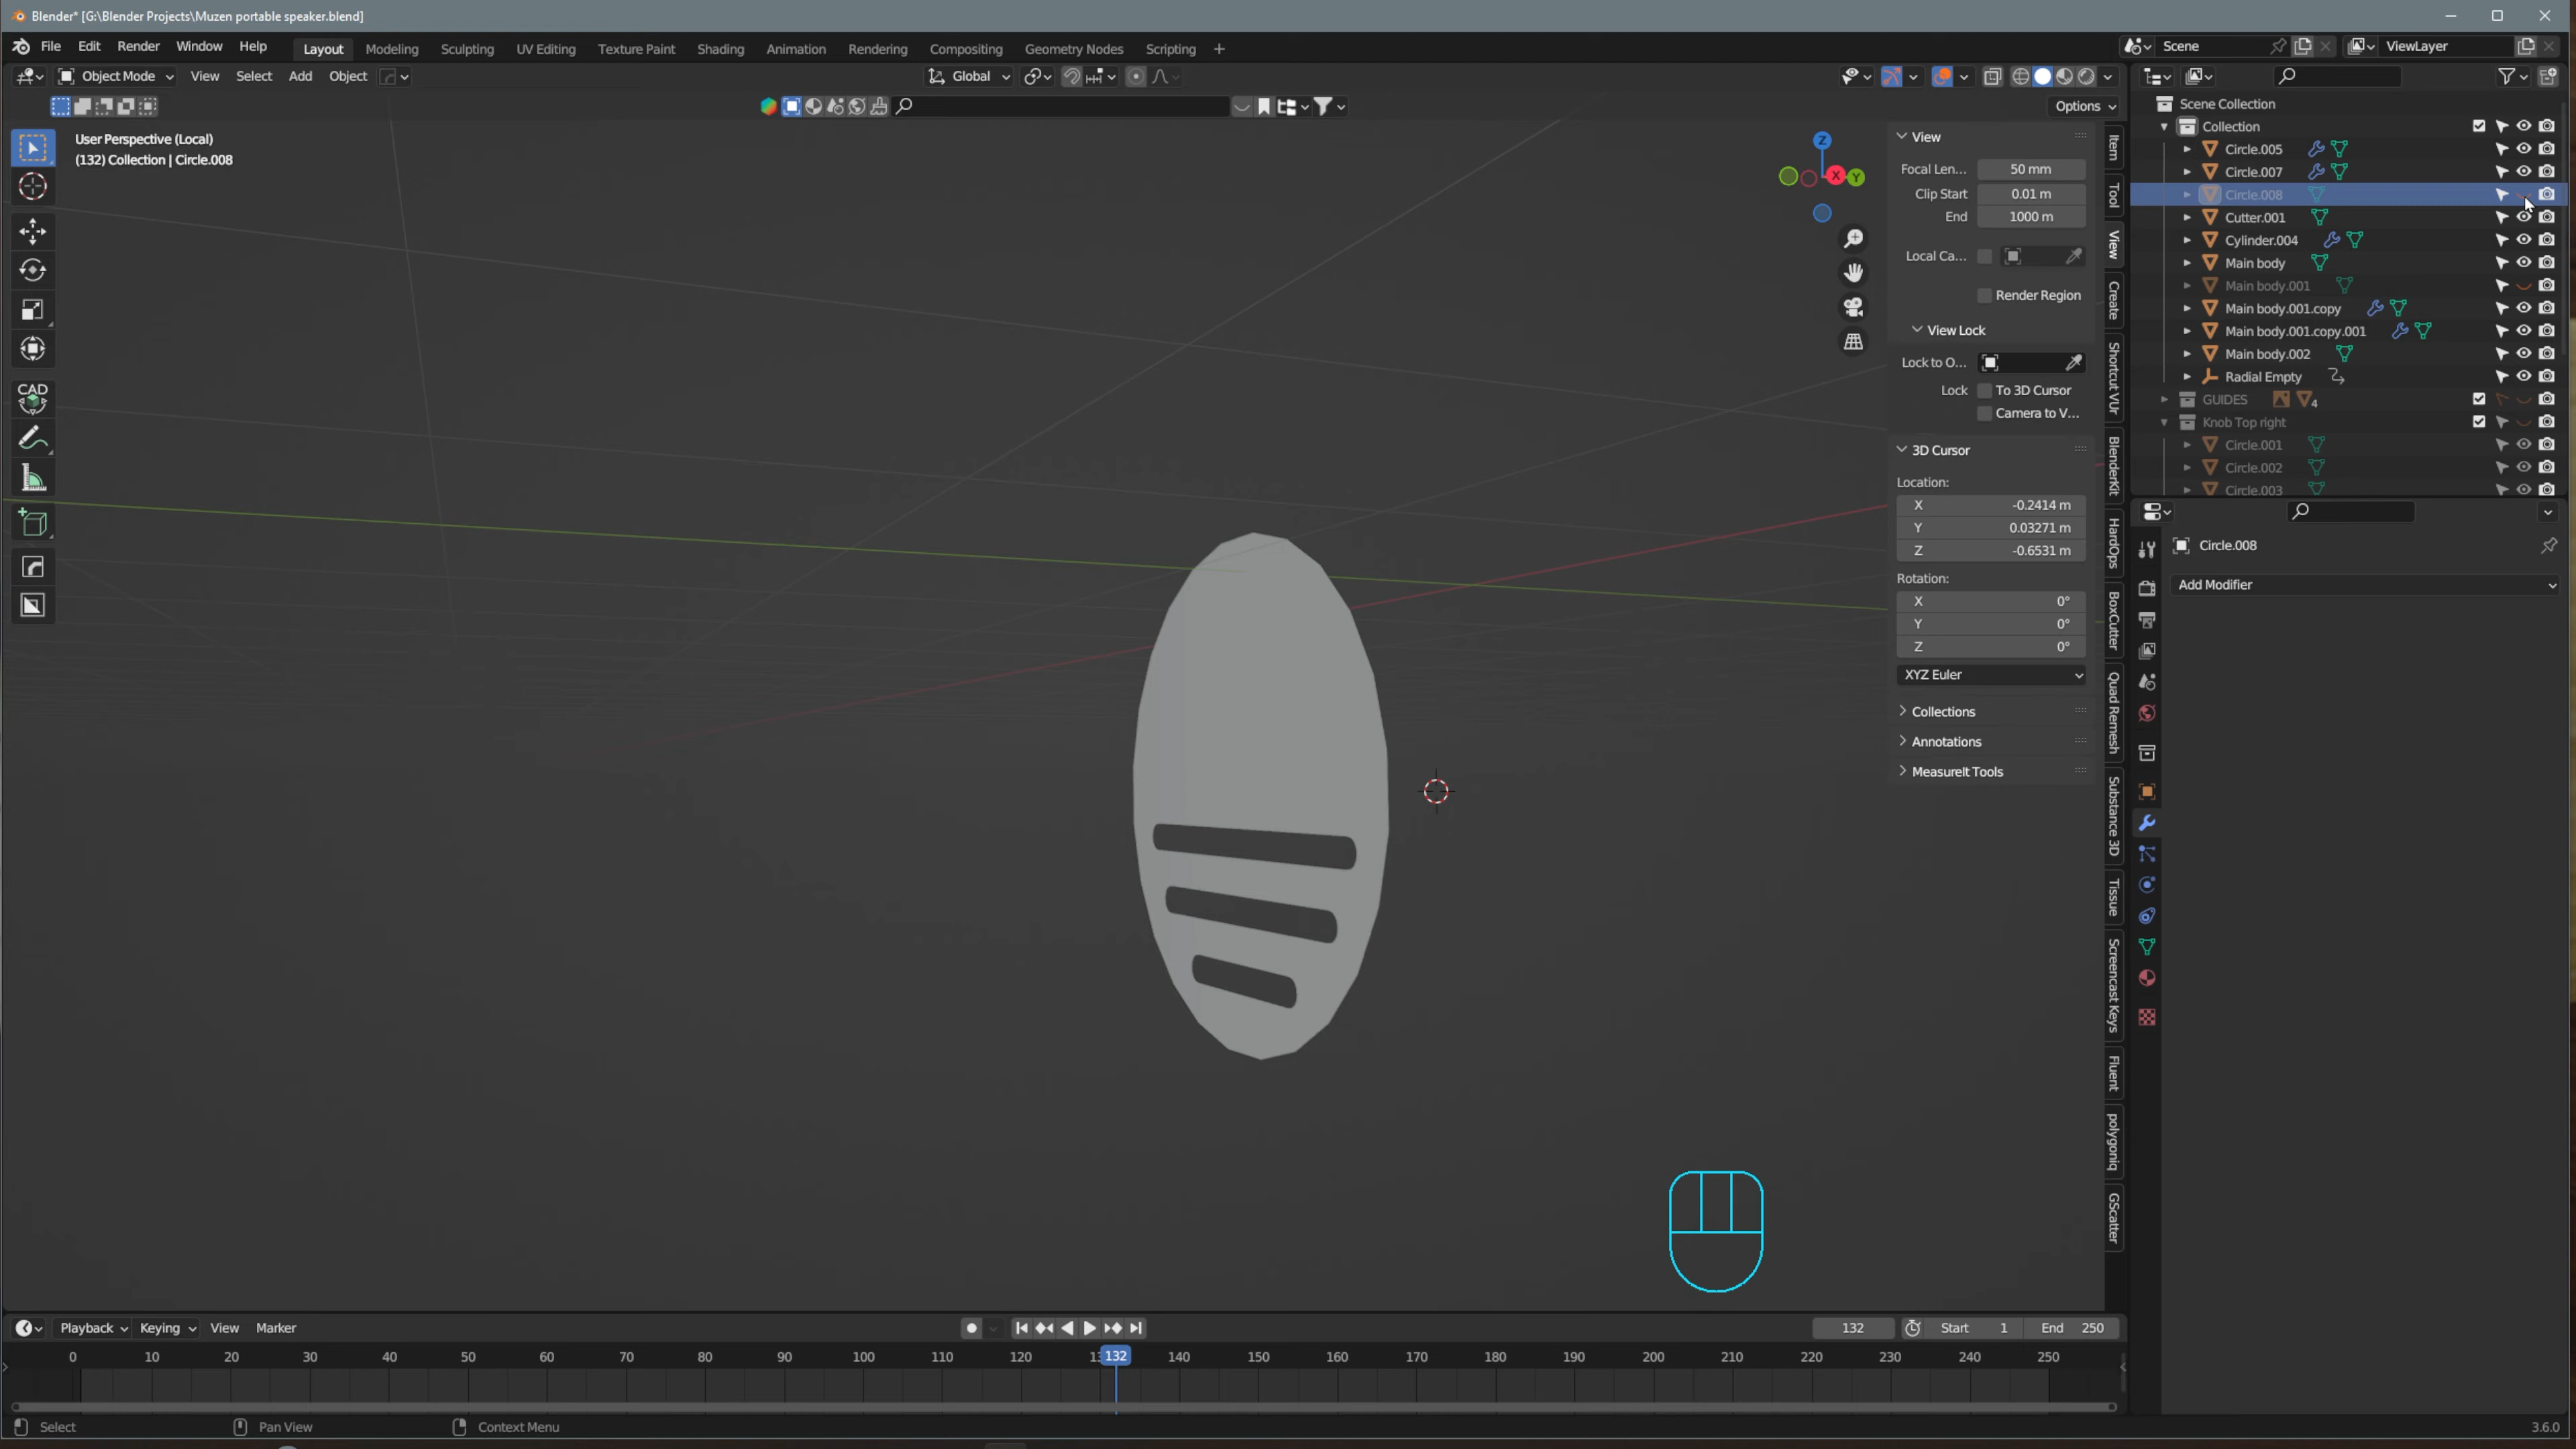 Blender* [G:\Blender Projects\Muzen portable speaker.blend]
File Edit Render Window Help Layout Modeling Sculpting UV Editing Texture Paint Shading Animation Rendering Compositing Geometry Nodes Scripting + Scene ViewLayer
Object Mode View Select Add Object Global
Options
User Perspective (Local)
(132) Collection | Circle.008
CAD
Z
X
Y
View
Focal Len... 50 mm
Clip Start 0.01 m
End 1000 m
Local Ca...
Render Region
View Lock
Lock to O...
Lock To 3D Cursor
Camera to V...
3D Cursor
Location:
X -0.2414 m
Y 0.03271 m
Z -0.6531 m
Rotation:
X 0°
Y 0°
Z 0°
XYZ Euler
Collections
Annotations
MeasureIt Tools
Item
Tool
View
Create
Shortcut VUr
BlenderKit
HardOps
BoxCutter
Quad Remesh
Substance 3D
Tissue
Screencast Keys
Fluent
polygoniq
GScatter
Scene Collection
Collection
Circle.005
Circle.007
Circle.008
Cutter.001
Cylinder.004
Main body
Main body.001
Main body.001.copy
Main body.001.copy.001
Main body.002
Radial Empty
GUIDES 4
Knob Top right
Circle.001
Circle.002
Circle.003
Circle.008
Add Modifier
Playback Keying View Marker 132 Start 1 End 250
0 10 20 30 40 50 60 70 80 90 100 110 120 132 140 150 160 170 180 190 200 210 220 230 240 250
Select Pan View Context Menu 3.6.0